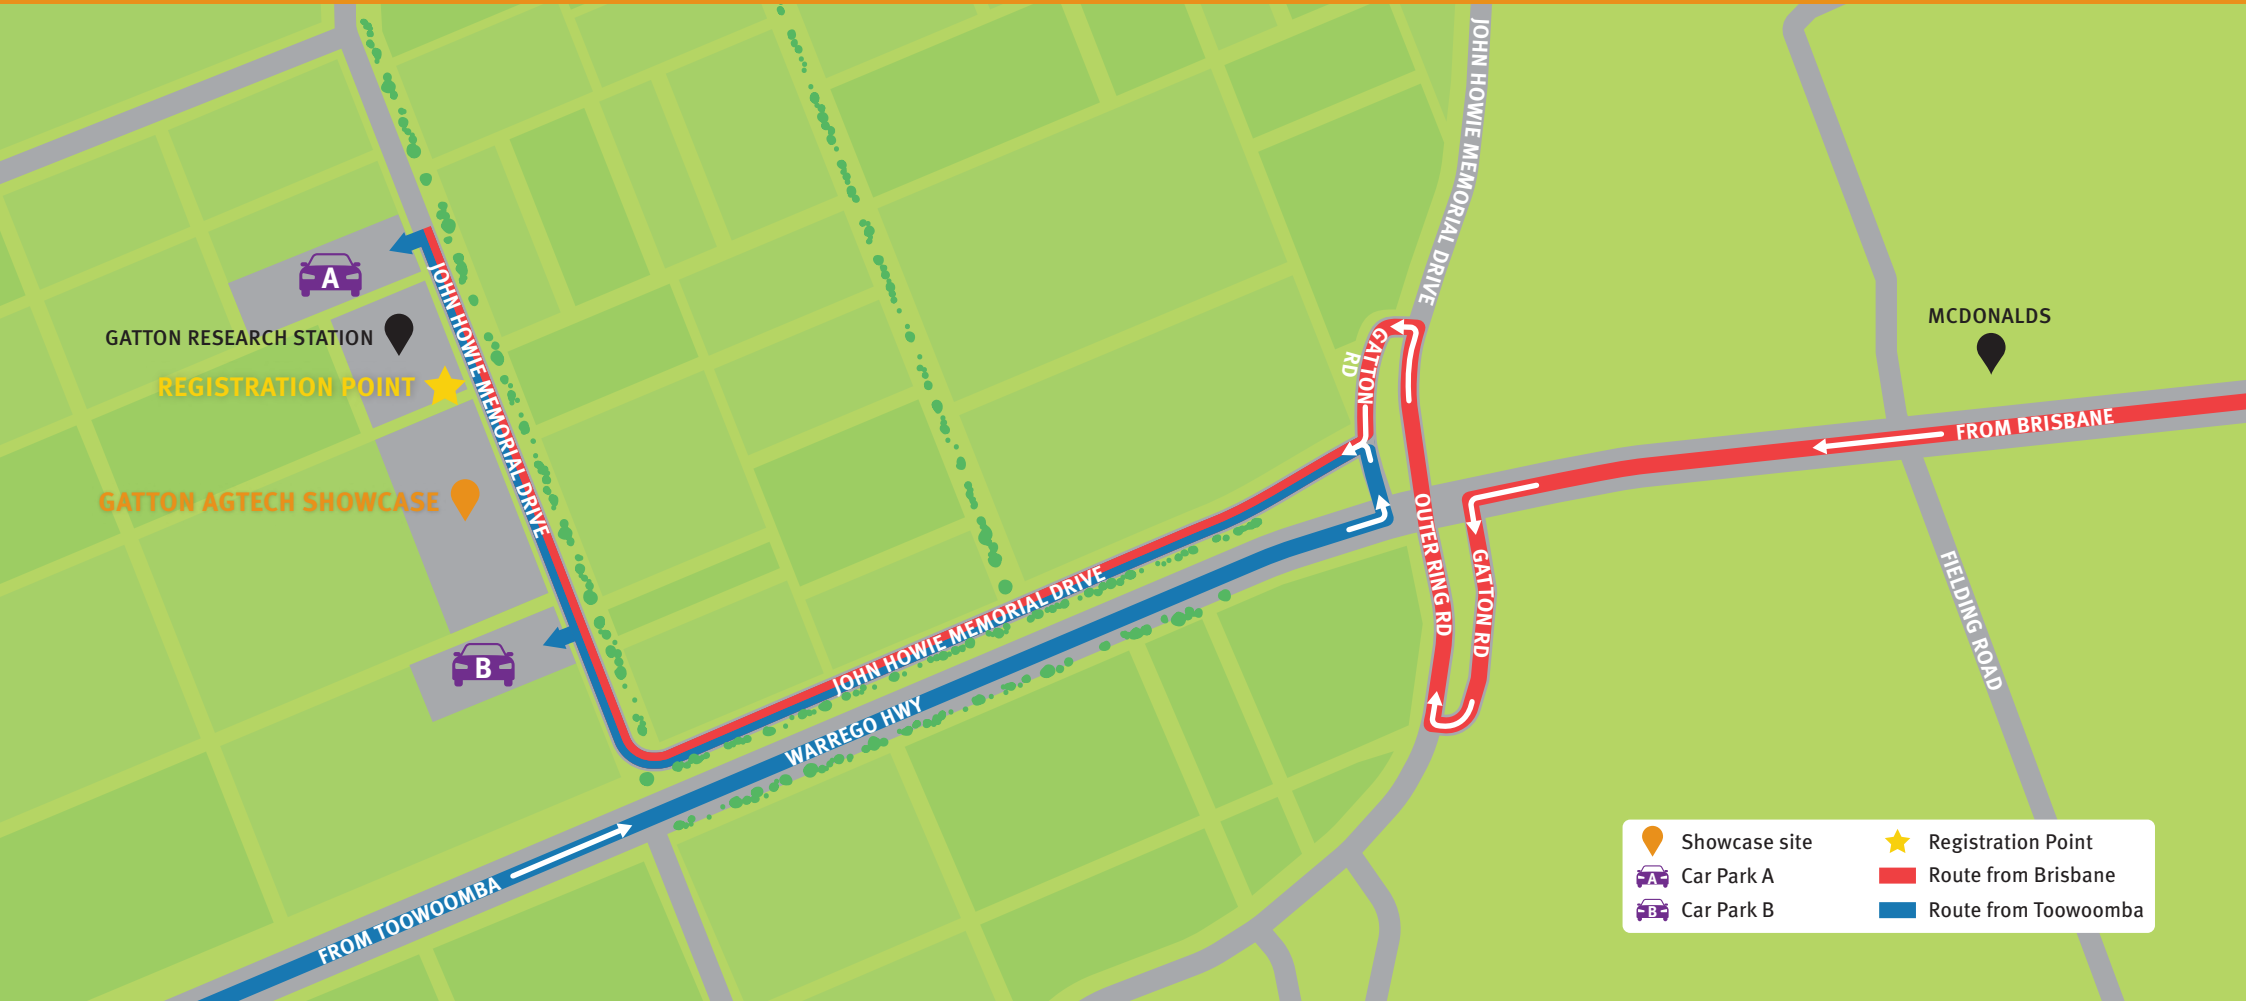 JOHN HOWIE MEMORIAL DRIVE
A
GATTON RESEARCH STATION
REGISTRATION POINT
GATTON AGTECH SHOWCASE
JOHN HOWIE MEMORIAL DRIVE
B
JOHN HOWIE MEMORIAL DRIVE
WARREGO HWY
FROM TOOWOOMBA
GATTON
RD
OUTER RING RD
GATTON RD
MCDONALDS
FROM BRISBANE
FIELDING ROAD
Showcase site
A
Car Park A
B
Car Park B
Registration Point
Route from Brisbane
Route from Toowoomba